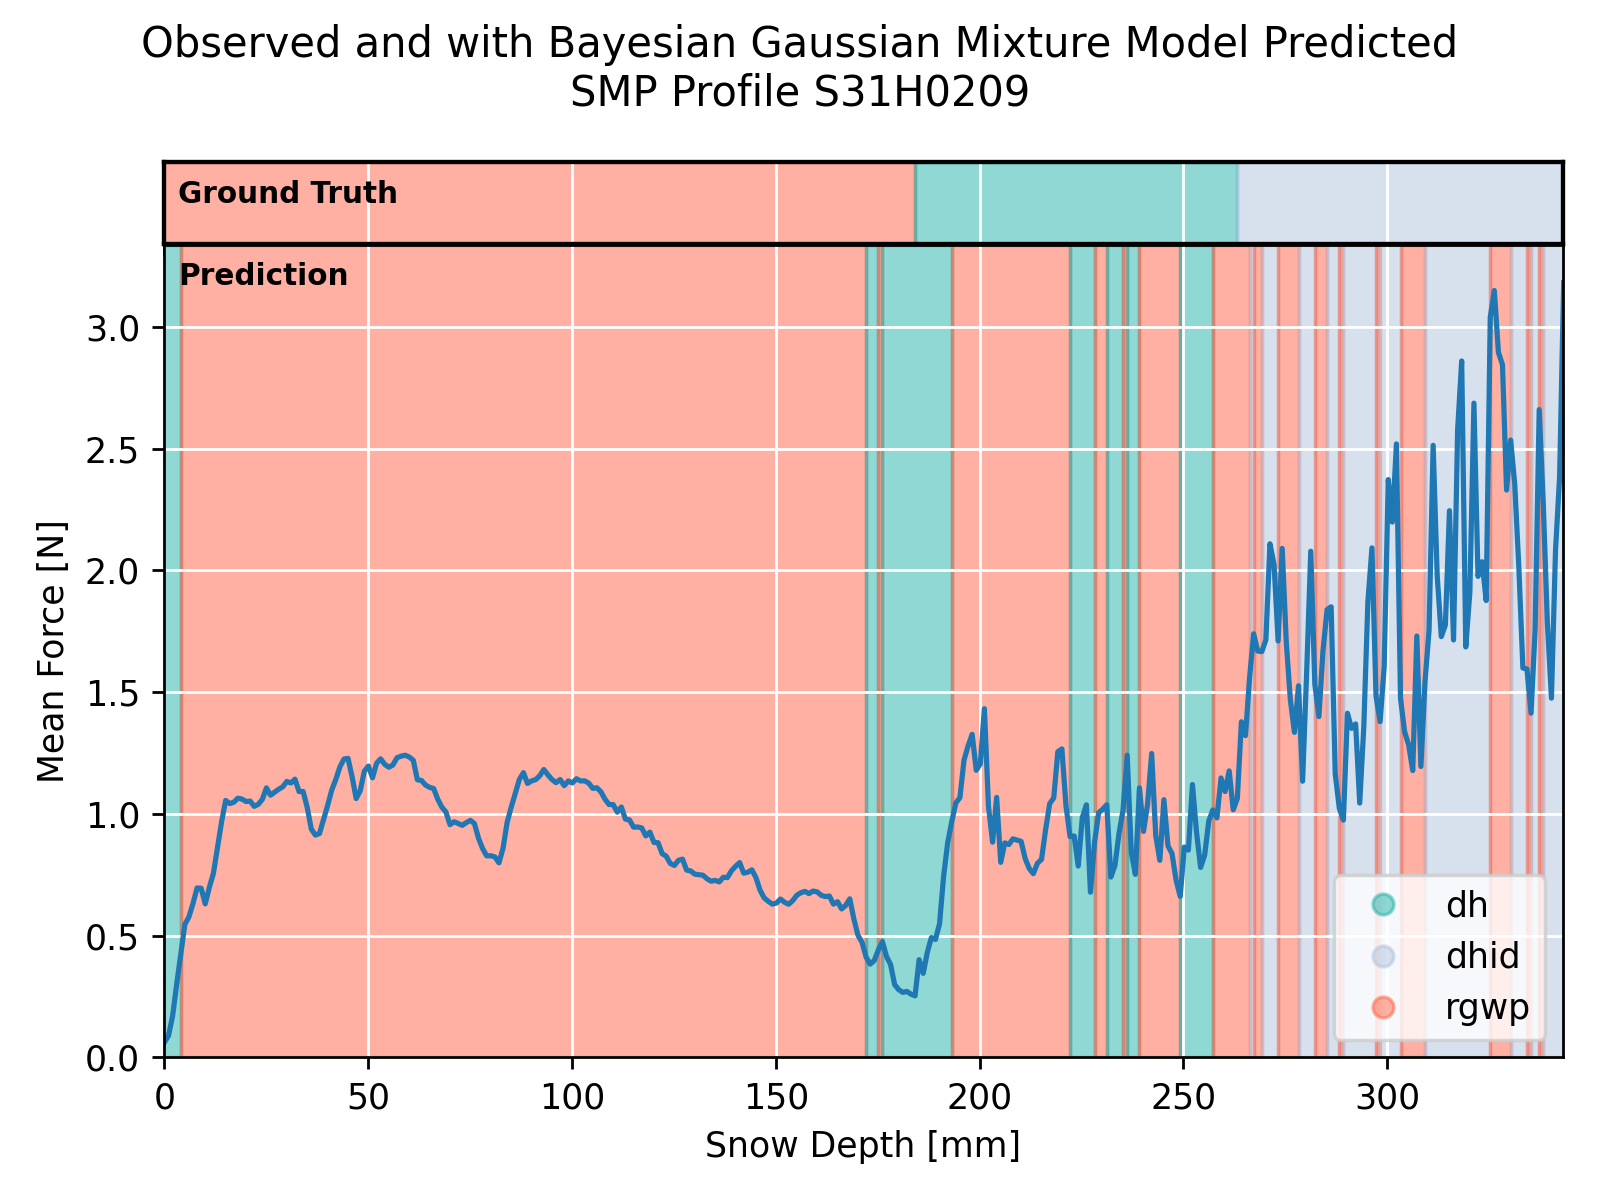 Observed and with Bayesian Gaussian Mixture Model Predicted
SMP Profile S31H0209
Ground Truth
Prediction
3.0
2.5
2.0
1.5
1.0
0.5
0.0
Mean Force [N]
dh
dhid
rgwp
0 50 100 150 200 250 300
Snow Depth [mm]